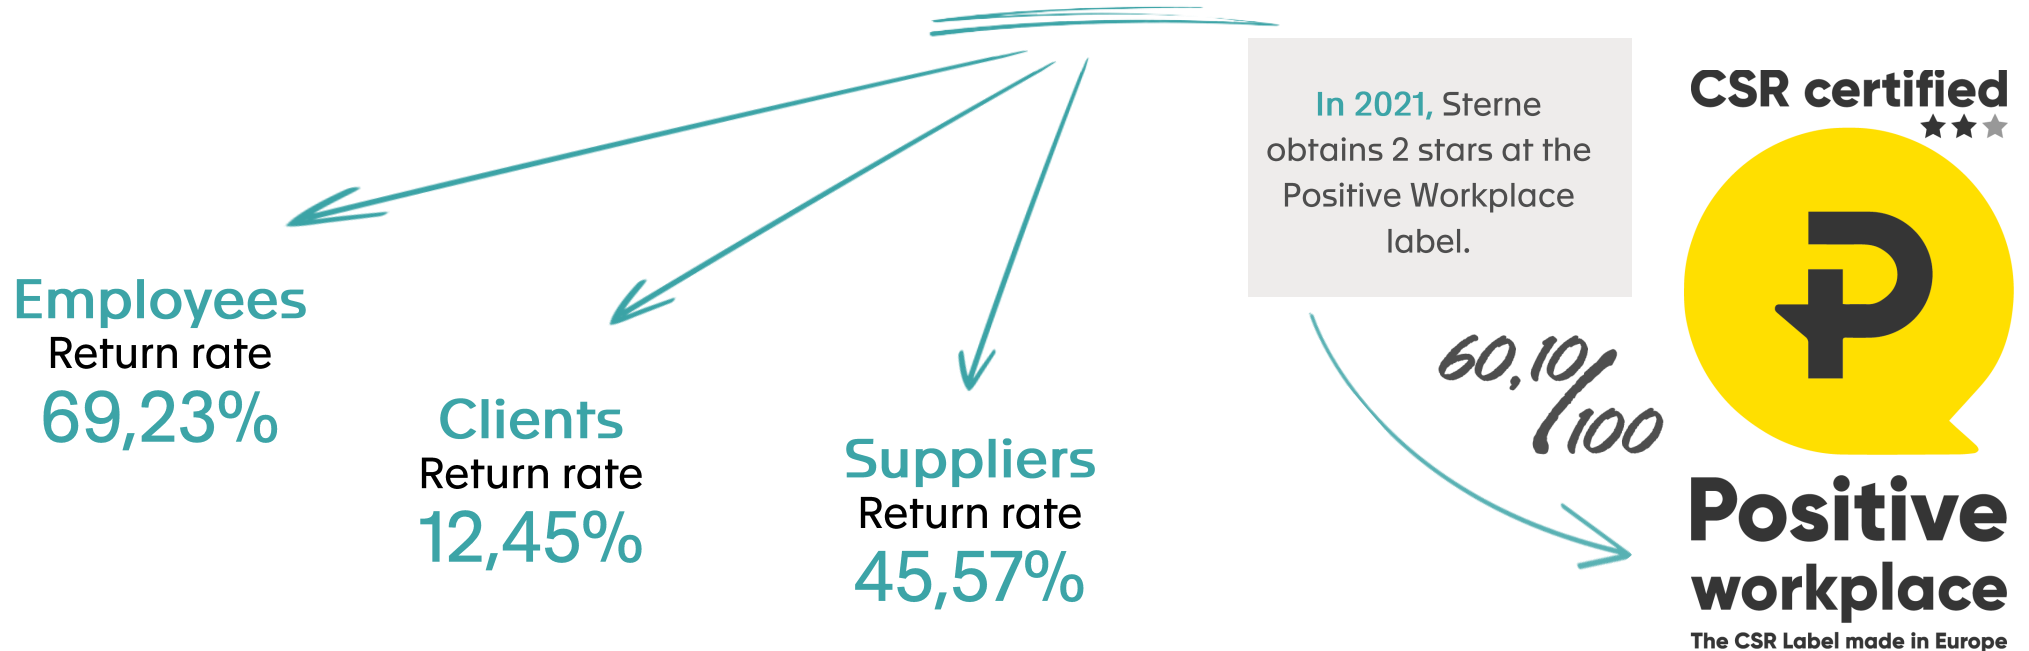 Employees
Return rate
69,23%
Clients
Return rate
12,45%
Suppliers
Return rate
45,57%
In 2021, Sterne
obtains 2 stars at the
Positive Workplace
label.
60,10/100
CSR certified
P
Positive
workplace
The CSR Label made in Europe